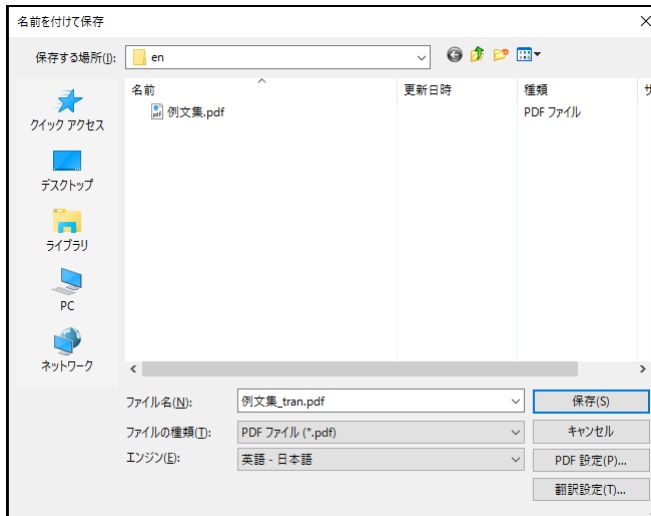 名前を付けて保存
保存する場所(I):
en
名前
更新日時
種類
サ
例文集.pdf
PDF ファイル
クイック アクセス
デスクトップ
ライブラリ
PC
ネットワーク
ファイル名(N):
例文集_tran.pdf
保存(S)
ファイルの種類(T):
PDF ファイル (*.pdf)
キャンセル
エンジン(E):
英語 - 日本語
PDF 設定(P)...
翻訳設定(T)...